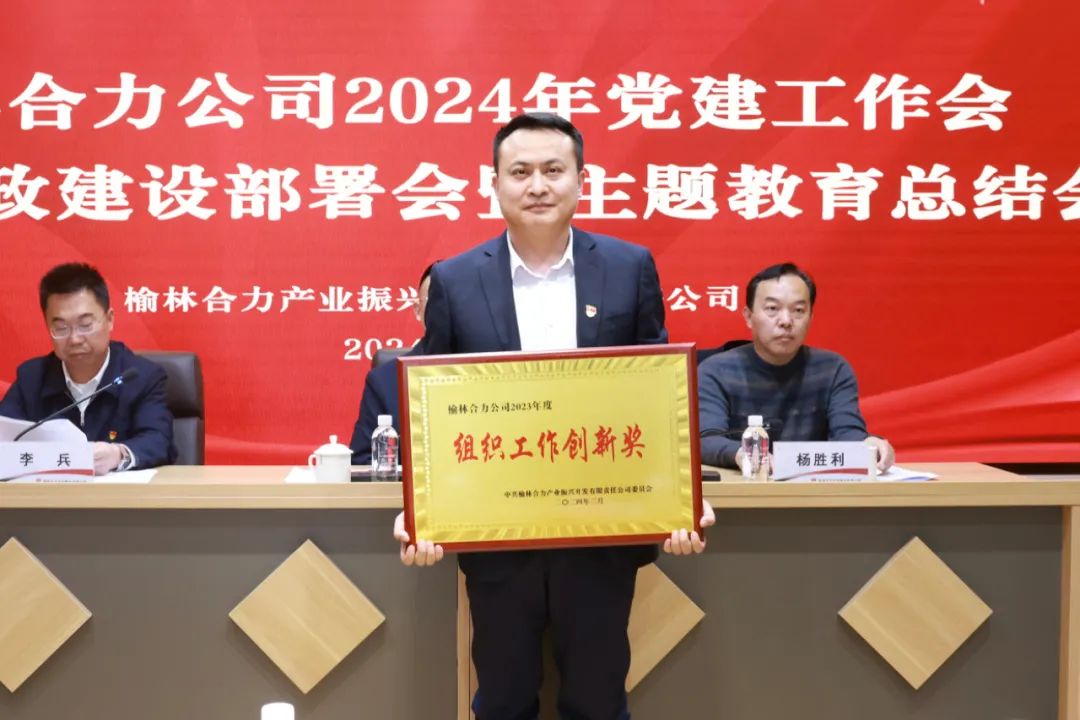 合力公司2024年党建工作会
政建设部署会暨主题教育总结会
榆林合力产业振兴 公司
202
榆林合力公司2023年度
组织工作创新奖
中共榆林合力产业振兴开发有限责任公司委员会
二〇二四年二月
李 兵
杨胜利